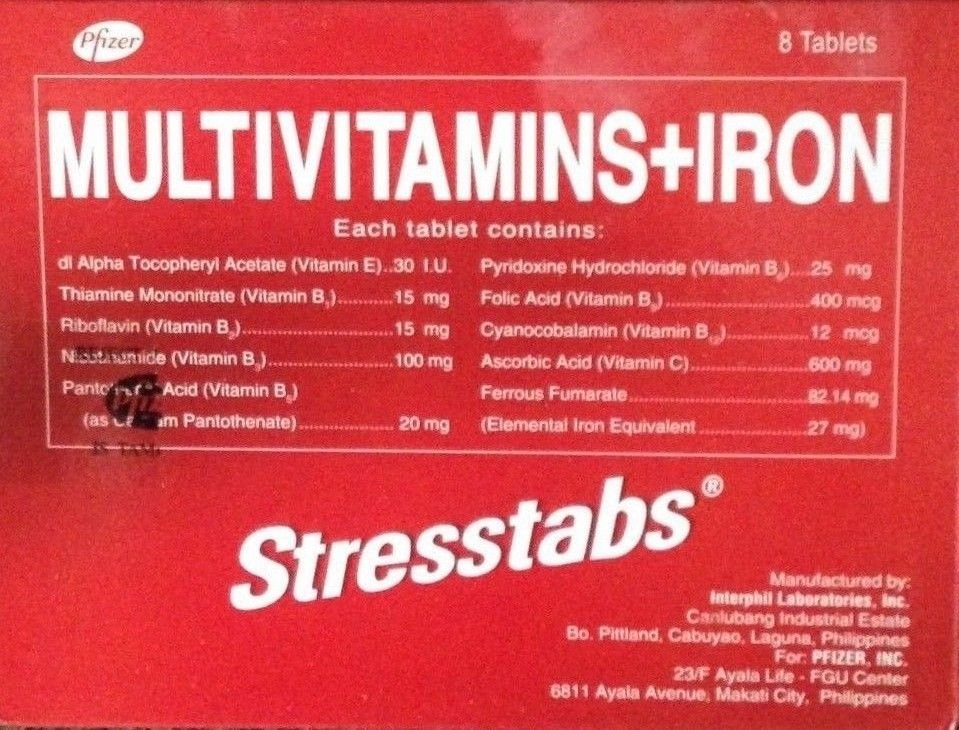 Pfizer
8 Tablets
MULTIVITAMINS+IRON
Each tablet contains:
dl Alpha Tocopheryl Acetate (Vitamin E)..30 I.U.
Thiamine Mononitrate (Vitamin B₁)............15 mg
Riboflavin (Vitamin B₂)................................15 mg
(Vitamin B₃)..........................100 mg
Acid (Vitamin B₅)
(as Pantothenate)....................20 mg
Pyridoxine Hydrochloride (Vitamin B₆)....25 mg
Folic Acid (Vitamin B₉)..............................400 mcg
Cyanocobalamin (Vitamin B₁₂)..................12 mcg
Ascorbic Acid (Vitamin C)..........................600 mg
Ferrous Fumarate.....................................82.14 mg
(Elemental Iron Equivalent.......................27 mg)
Stresstabs®
Manufactured by:
Interphil Laboratories, Inc.
Canlubang Industrial Estate
Bo. Pittland, Cabuyao, Laguna, Philippines
For: PFIZER, INC.
23/F Ayala Life - FGU Center
6811 Ayala Avenue, Makati City, Philippines